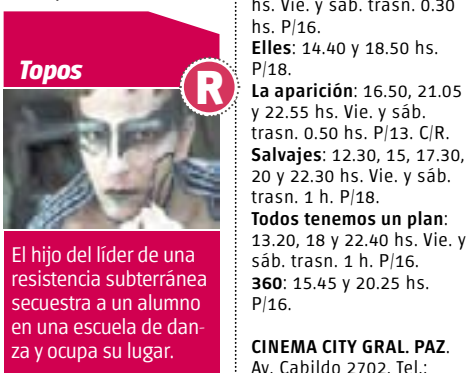 Topos
R
El hijo del líder de una
resistencia subterránea
secuestra a un alumno
en una escuela de dan-
za y ocupa su lugar.
hs. Vie. y sáb. trasn. 0.30
hs. P/16.
Elles: 14.40 y 18.50 hs.
P/18.
La aparición: 16.50, 21.05
y 22.55 hs. Vie. y sáb.
trasn. 0.50 hs. P/13. C/R.
Salvajes: 12.30, 15, 17.30,
20 y 22.30 hs. Vie. y sáb.
trasn. 1 h. P/18.
Todos tenemos un plan:
13.20, 18 y 22.40 hs. Vie. y
sáb. trasn. 1 h. P/16.
360: 15.45 y 20.25 hs.
P/16.
CINEMA CITY GRAL. PAZ.
Av. Cabildo 2702. Tel.: